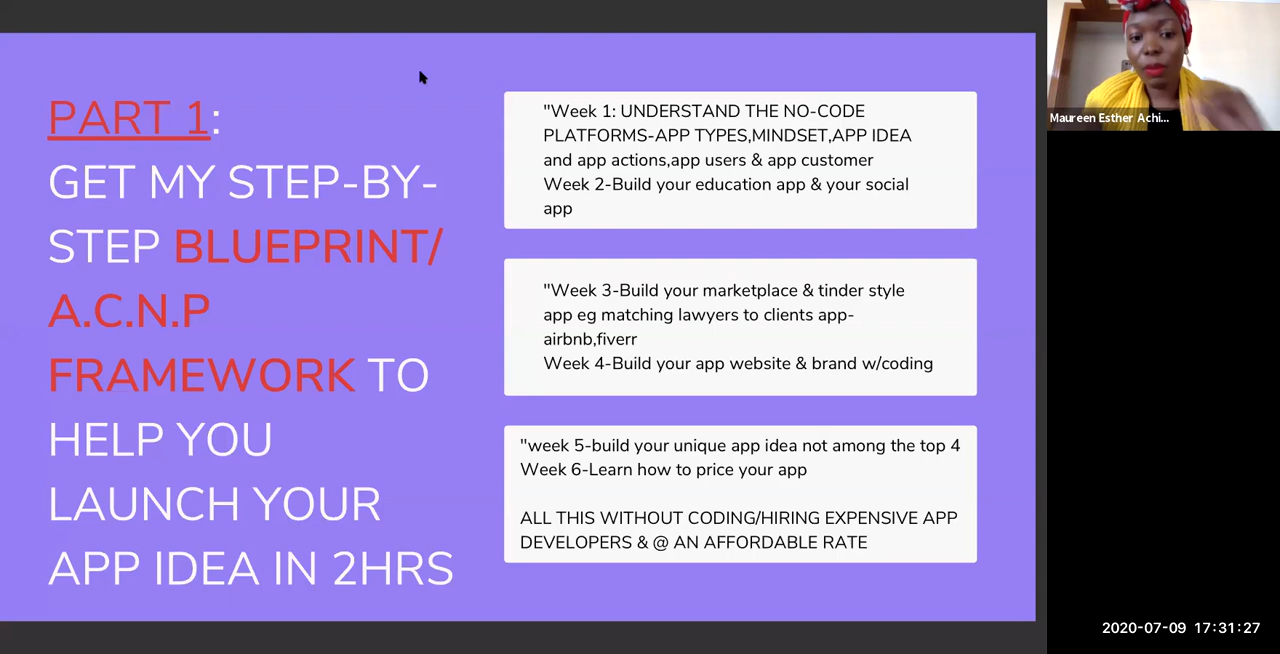 PART 1:
GET MY STEP-BY-
STEP BLUEPRINT/
A.C.N.P
FRAMEWORK TO
HELP YOU
LAUNCH YOUR
APP IDEA IN 2HRS
"Week 1: UNDERSTAND THE NO-CODE
PLATFORMS-APP TYPES,MINDSET,APP IDEA
and app actions,app users & app customer
Week 2-Build your education app & your social
app
"Week 3-Build your marketplace & tinder style
app eg matching lawyers to clients app-
airbnb,fiverr
Week 4-Build your app website & brand w/coding
"week 5-build your unique app idea not among the top 4
Week 6-Learn how to price your app
ALL THIS WITHOUT CODING/HIRING EXPENSIVE APP
DEVELOPERS & @ AN AFFORDABLE RATE
Maureen Esther Achi...
2020-07-09 17:31:27